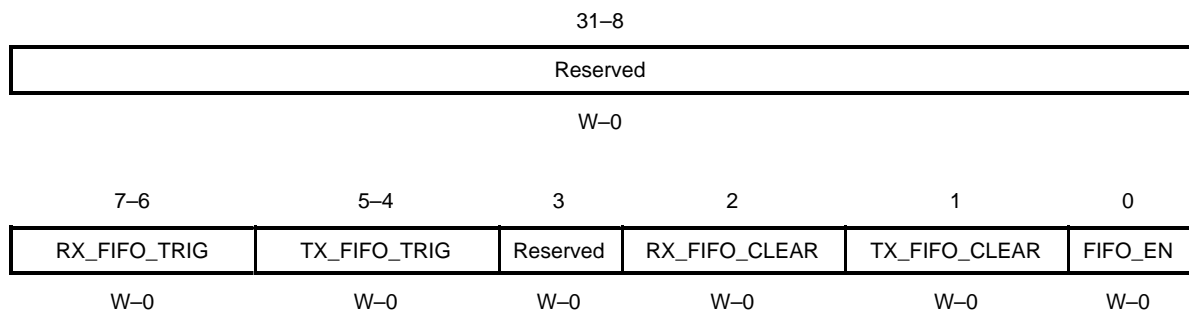 31–8
Reserved
W–0
7–6 5–4 3 2 1 0
RX_FIFO_TRIG TX_FIFO_TRIG Reserved RX_FIFO_CLEAR TX_FIFO_CLEAR FIFO_EN
W–0 W–0 W–0 W–0 W–0 W–0